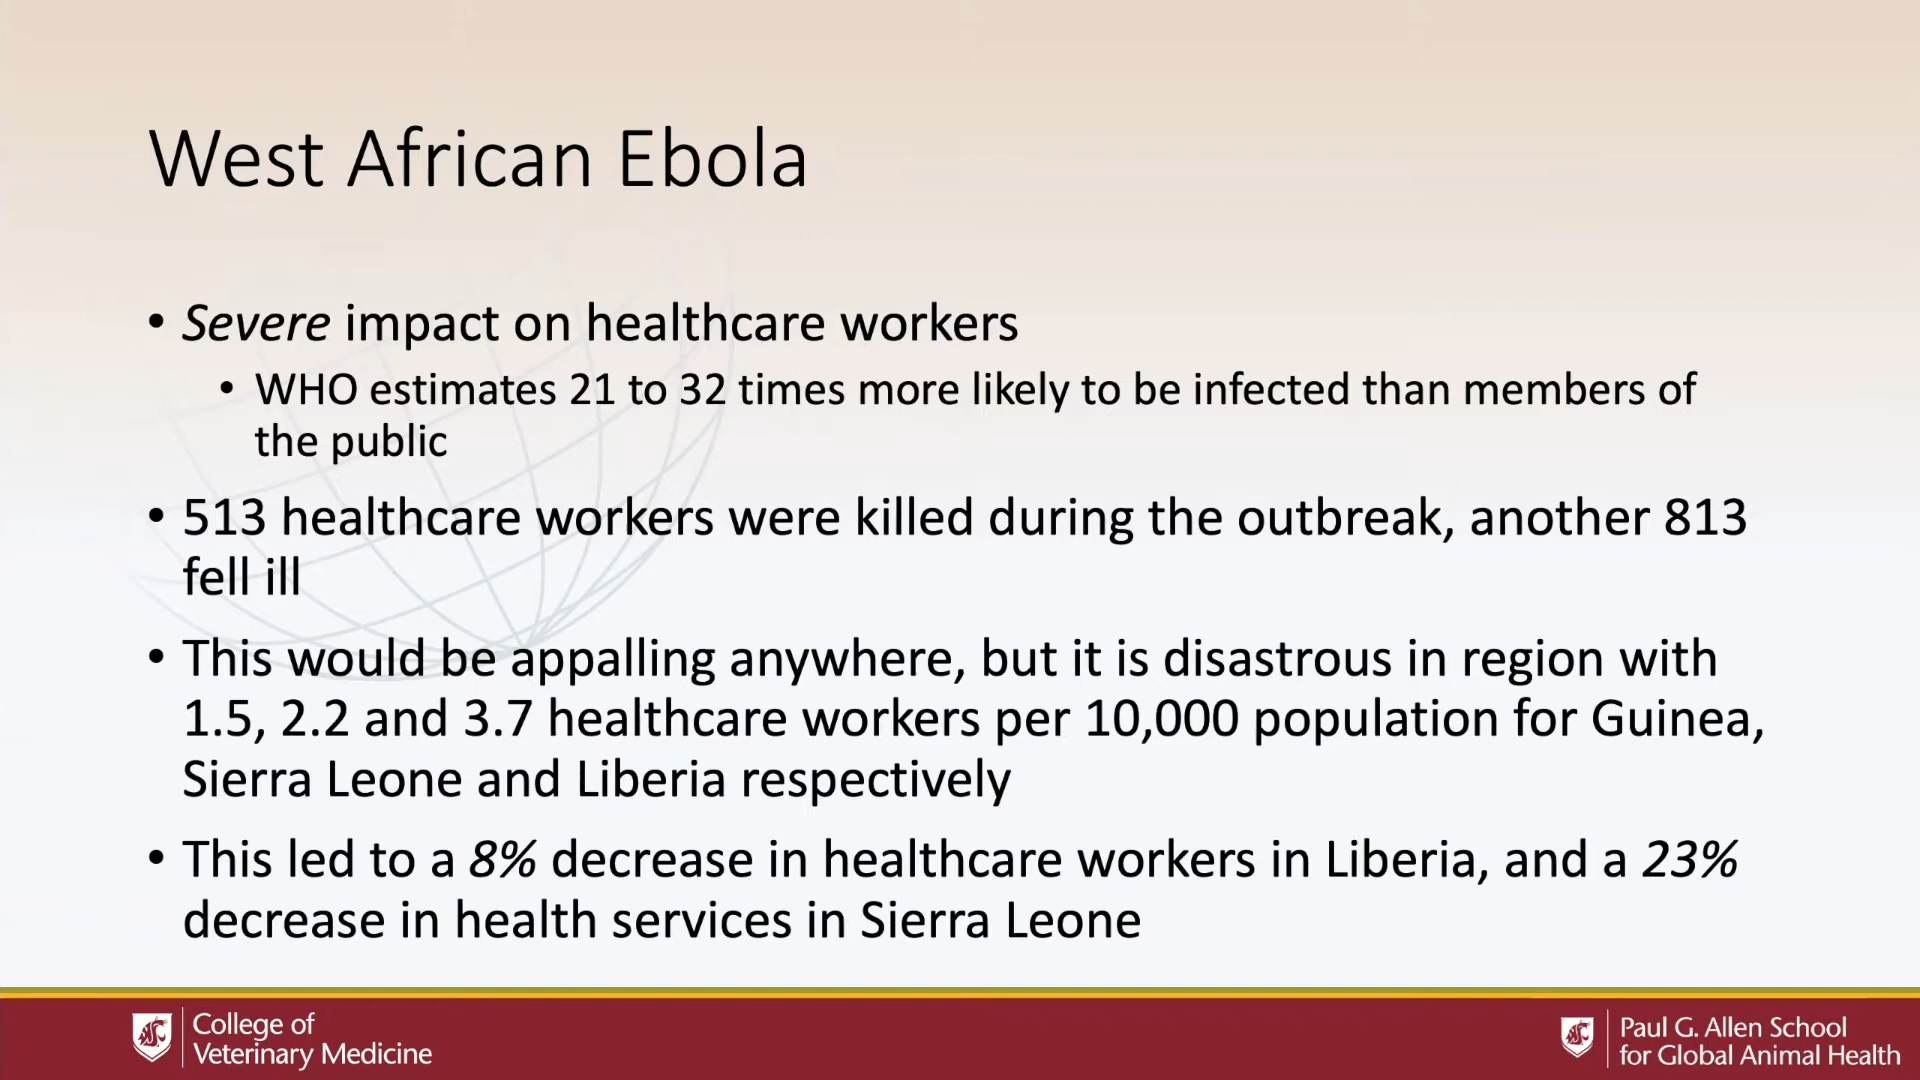 West African Ebola
• Severe impact on healthcare workers
• WHO estimates 21 to 32 times more likely to be infected than members of
the public
• 513 healthcare workers were killed during the outbreak, another 813
fell ill
• This would be appalling anywhere, but it is disastrous in region with
1.5, 2.2 and 3.7 healthcare workers per 10,000 population for Guinea,
Sierra Leone and Liberia respectively
• This led to a 8% decrease in healthcare workers in Liberia, and a 23%
decrease in health services in Sierra Leone
College of
Veterinary Medicine
Paul G. Allen School
for Global Animal Health